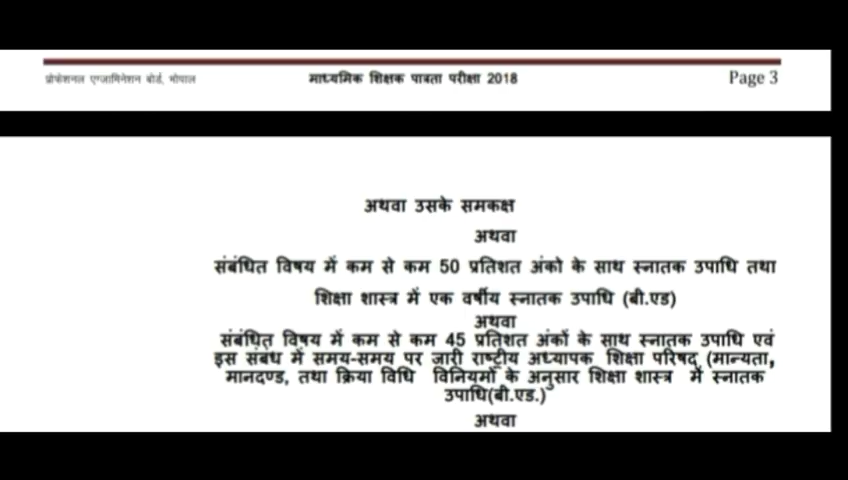 प्रोफेशनल एग्जामिनेशन बोर्ड, भोपाल माध्यमिक शिक्षक पात्रता परीक्षा 2018 Page 3
अथवा उसके समकक्ष
अथवा
संबंधित विषय में कम से कम 50 प्रतिशत अंको के साथ स्नातक उपाधि तथा
शिक्षा शास्त्र में एक वर्षीय स्नातक उपाधि (बी.एड)
अथवा
संबंधित विषय में कम से कम 45 प्रतिशत अंकों के साथ स्नातक उपाधि एवं
इस संबंध में समय-समय पर जारी राष्ट्रीय अध्यापक शिक्षा परिषद् (मान्यता,
मानदण्ड, तथा क्रिया विधि विनियमों के अनुसार शिक्षा शास्त्र में स्नातक
उपाधि(बी.एड.)
अथवा